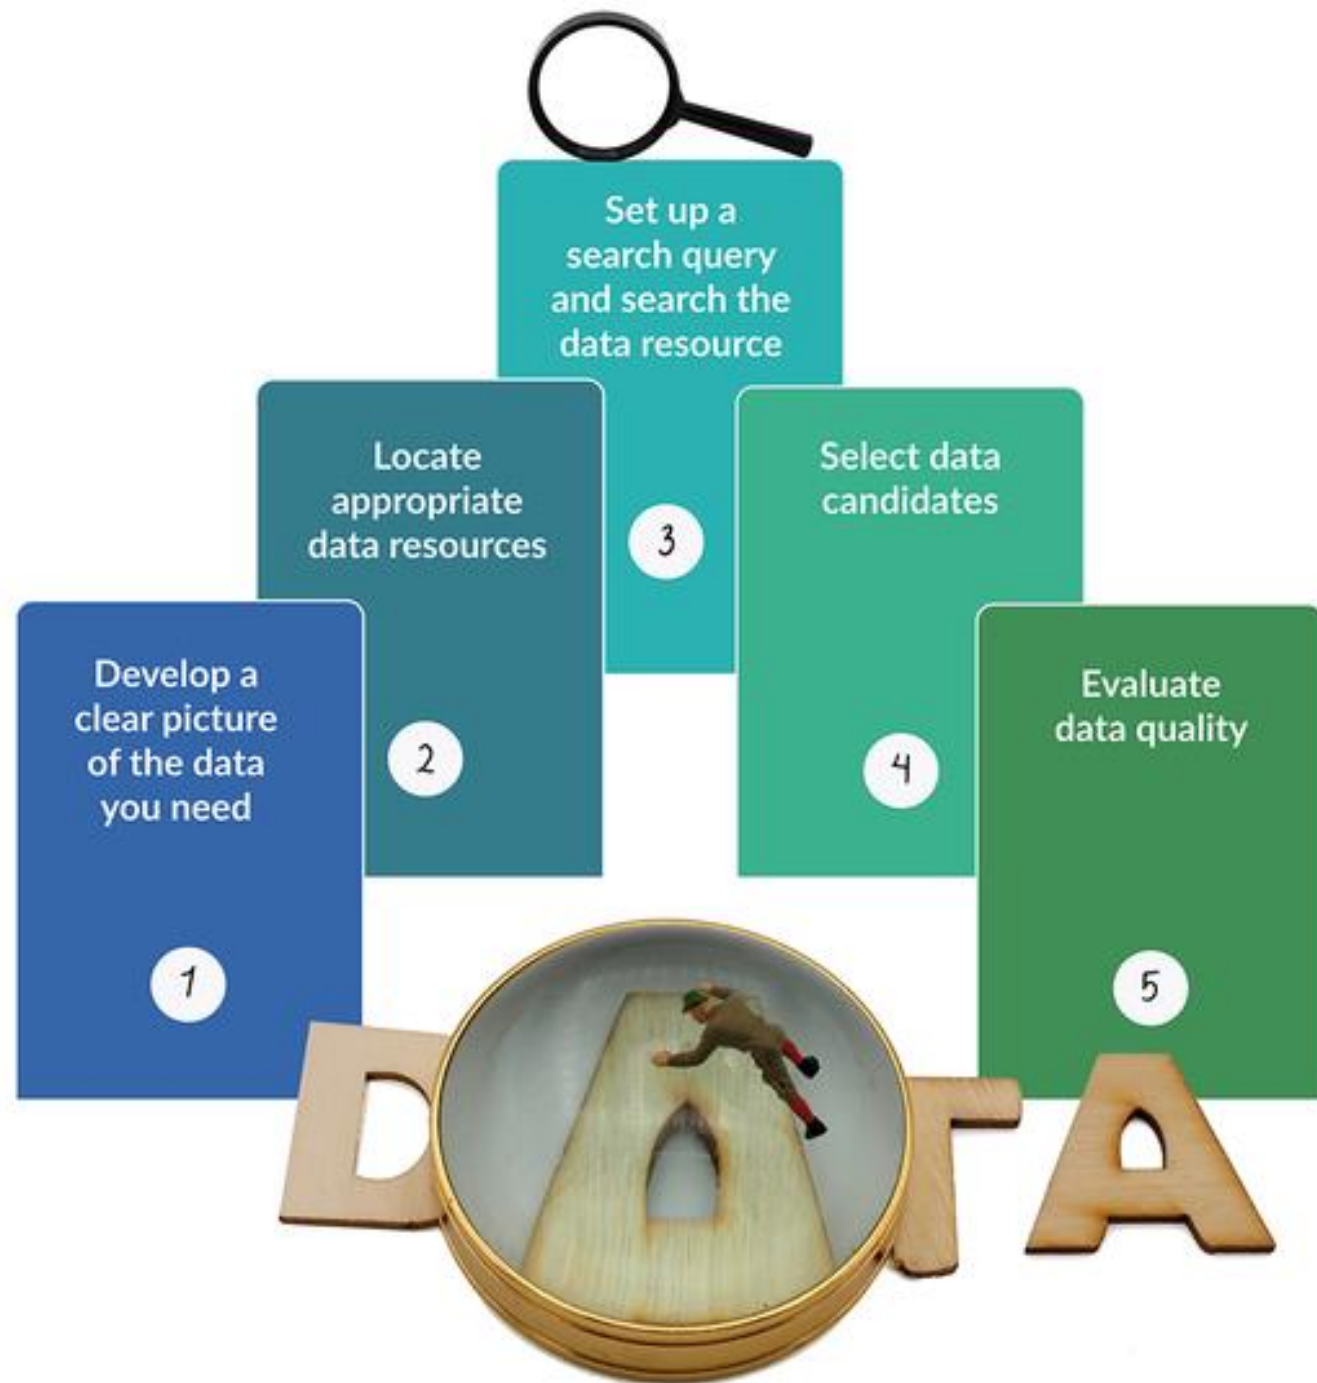 Develop a
clear picture
of the data
you need
1
Locate
appropriate
data resources
2
Set up a
search query
and search the
data resource
3
Select data
candidates
4
Evaluate
data quality
5
DATA